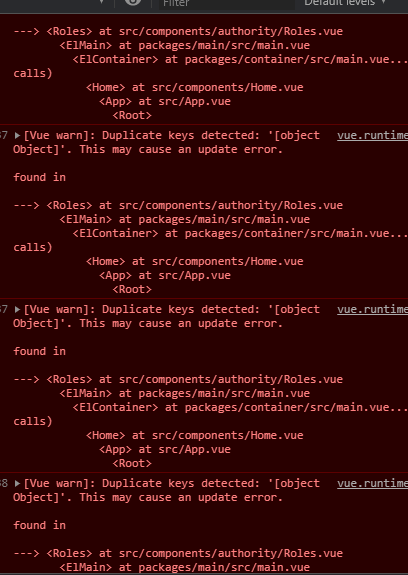 Filter
Default levels
---> <Roles> at src/components/authority/Roles.vue
<ElMain> at packages/main/src/main.vue
<ElContainer> at packages/container/src/main.vue...
calls)
<Home> at src/components/Home.vue
<App> at src/App.vue
<Root>
37 [Vue warn]: Duplicate keys detected: '[object vue.runtime
Object]'. This may cause an update error.
found in
---> <Roles> at src/components/authority/Roles.vue
<ElMain> at packages/main/src/main.vue
<ElContainer> at packages/container/src/main.vue...
calls)
<Home> at src/components/Home.vue
<App> at src/App.vue
<Root>
37 [Vue warn]: Duplicate keys detected: '[object vue.runtime
Object]'. This may cause an update error.
found in
---> <Roles> at src/components/authority/Roles.vue
<ElMain> at packages/main/src/main.vue
<ElContainer> at packages/container/src/main.vue...
calls)
<Home> at src/components/Home.vue
<App> at src/App.vue
<Root>
38 [Vue warn]: Duplicate keys detected: '[object vue.runtime
Object]'. This may cause an update error.
found in
---> <Roles> at src/components/authority/Roles.vue
<ElMain> at packages/main/src/main.vue